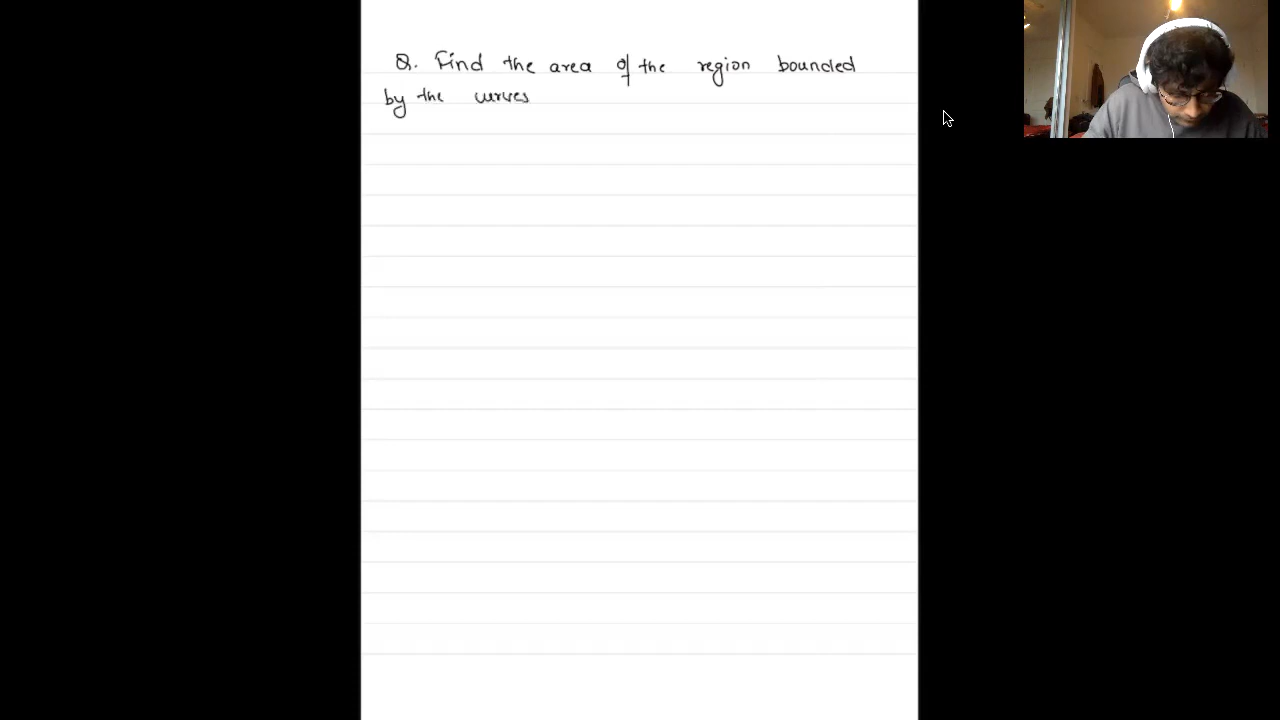 Q. Find the area of the region bounded
by the curves